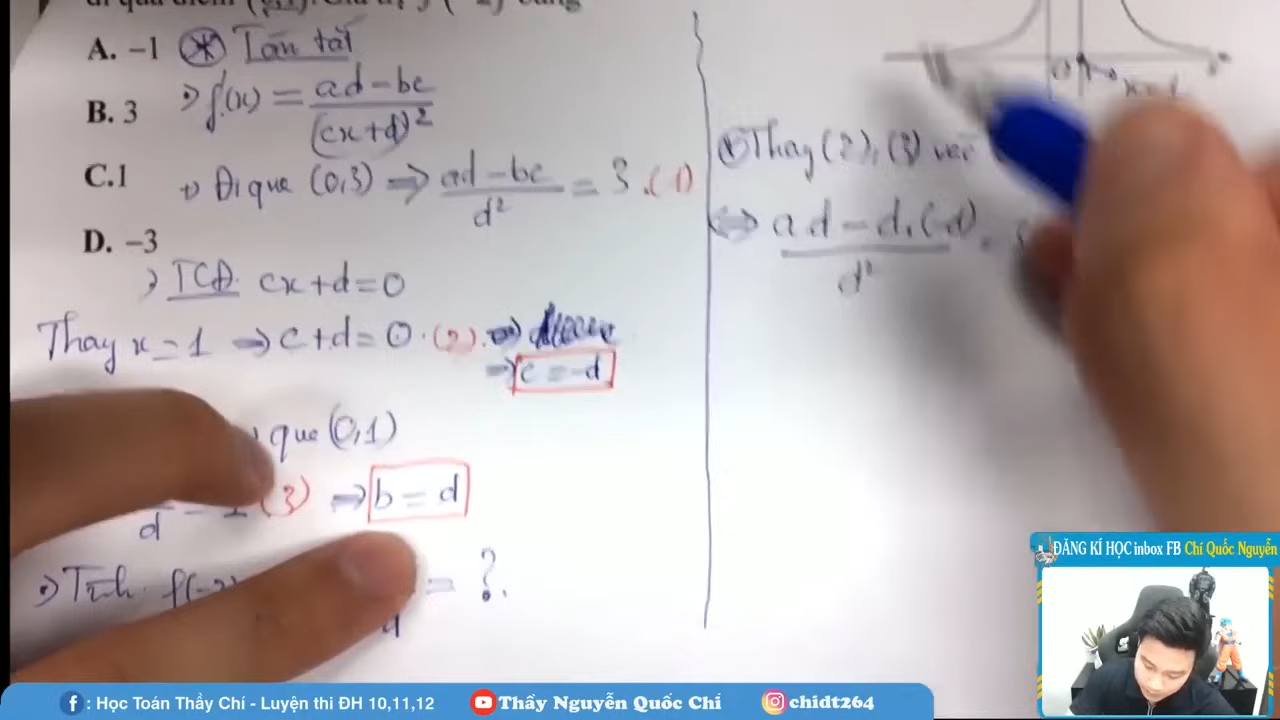 A. −1 ⊛ Tóm tắt
B. 3 f'(x) = (ad − bc)/(cx+d)²
C.1 Đi qua (0,3) ⇒ (ad − bc)/d² = 3 .(1)
D. −3
TCĐ: cx+d=0
Thay x=1 ⇒ c+d=0.(2)
⇒ c = −d
qua (0,1)
d (3) ⇒ b = d
Tính f(−2) = ?.
d
Thay (2), (3) vào
⇔ (ad − d.(−d))/d² =
ĐĂNG KÍ HỌC inbox FB Chí Quốc Nguyễn
f : Học Toán Thầy Chí - Luyện thi ĐH 10,11,12 Thầy Nguyễn Quốc Chí chidt264